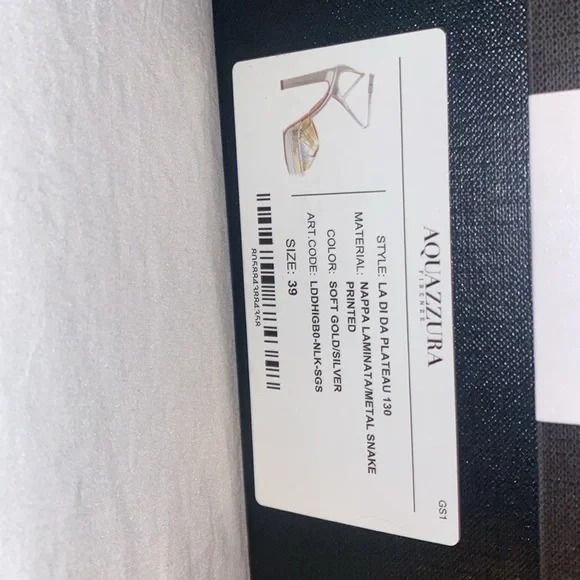 AQUAZZURA
FIRENZE
STYLE: LA DI DA PLATEAU 130
MATERIAL: NAPPA LAMINATA/METAL SNAKE
PRINTED
COLOR: SOFT GOLD/SILVER
ART.CODE: LDDHIGB0-NLK-SGS
SIZE: 39
8058843884358
GS1